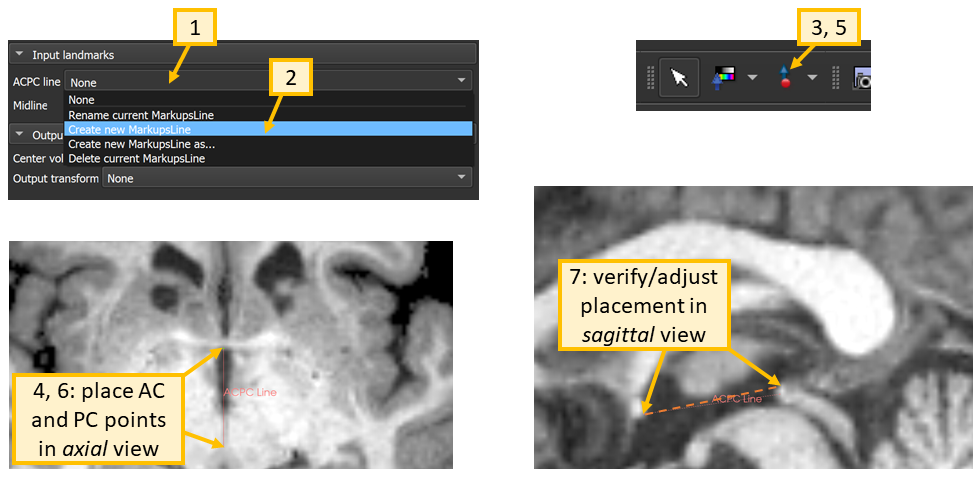 1
3, 5
Input landmarks
ACPC line
None
2
None
Midline
Rename current MarkupsLine
Create new MarkupsLine
Outpu
Create new MarkupsLine as...
Center vol
Delete current MarkupsLine
Output transform
None
4, 6: place AC
and PC points
in axial view
ACPC Line
7: verify/adjust
placement in
sagittal view
ACPC Line